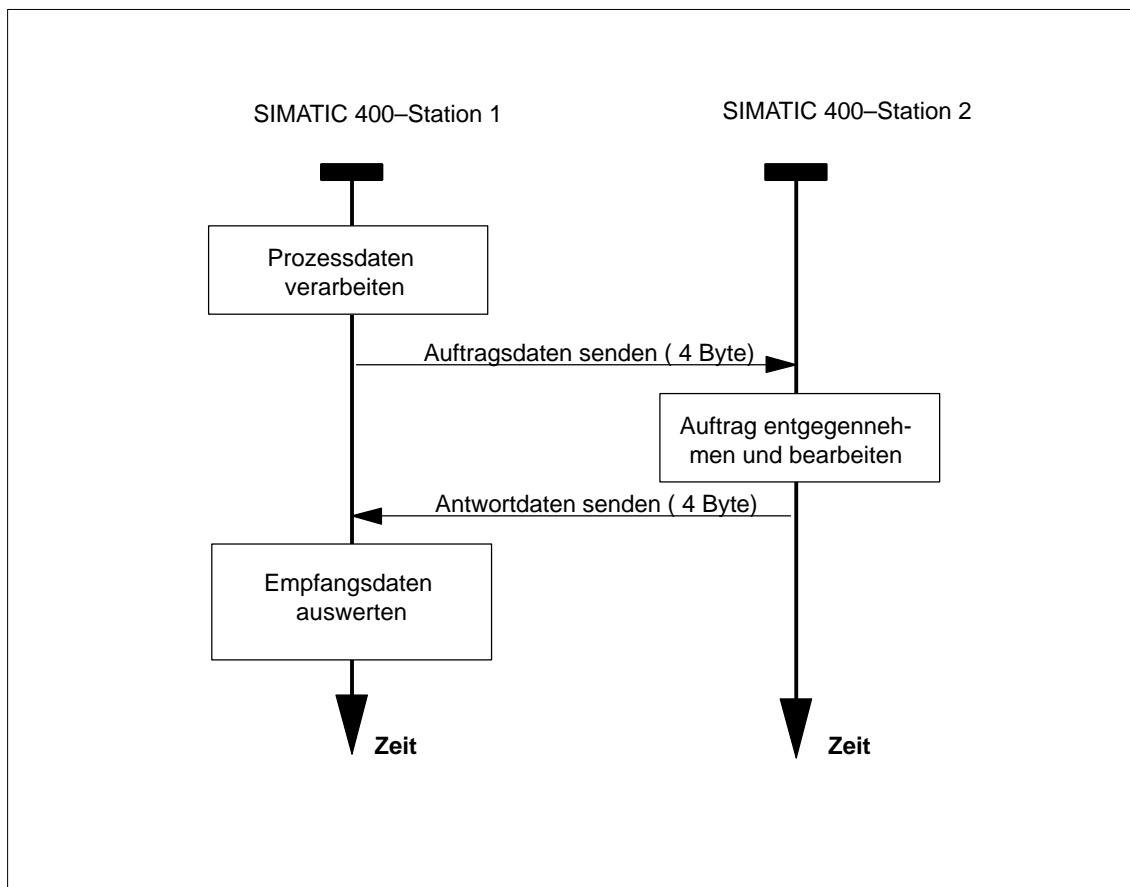 SIMATIC 400–Station 1
SIMATIC 400–Station 2
Prozessdaten
verarbeiten
Auftragsdaten senden ( 4 Byte)
Auftrag entgegenneh-
men und bearbeiten
Antwortdaten senden ( 4 Byte)
Empfangsdaten
auswerten
Zeit
Zeit